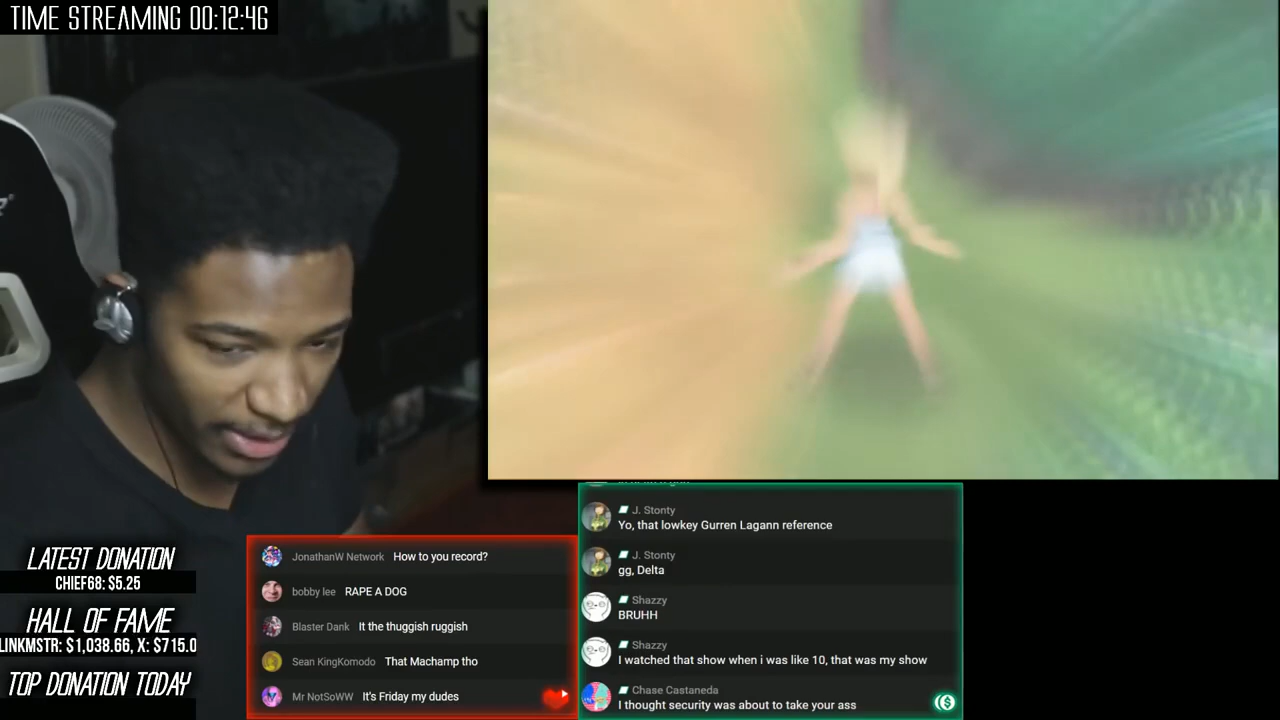 TIME STREAMING 00:12:46
LATEST DONATION
CHIEF68: $5.25
HALL OF FAME
LINKMSTR: $1,038.66, X: $715.0
TOP DONATION TODAY
JonathanW Network How to you record?
bobby lee RAPE A DOG
Blaster Dank It the thuggish ruggish
Sean KingKomodo That Machamp tho
Mr NotSoWW It's Friday my dudes
J. Stonty
Yo, that lowkey Gurren Lagann reference
J. Stonty
gg, Delta
Shazzy
BRUHH
Shazzy
I watched that show when i was like 10, that was my show
Chase Castaneda
I thought security was about to take your ass